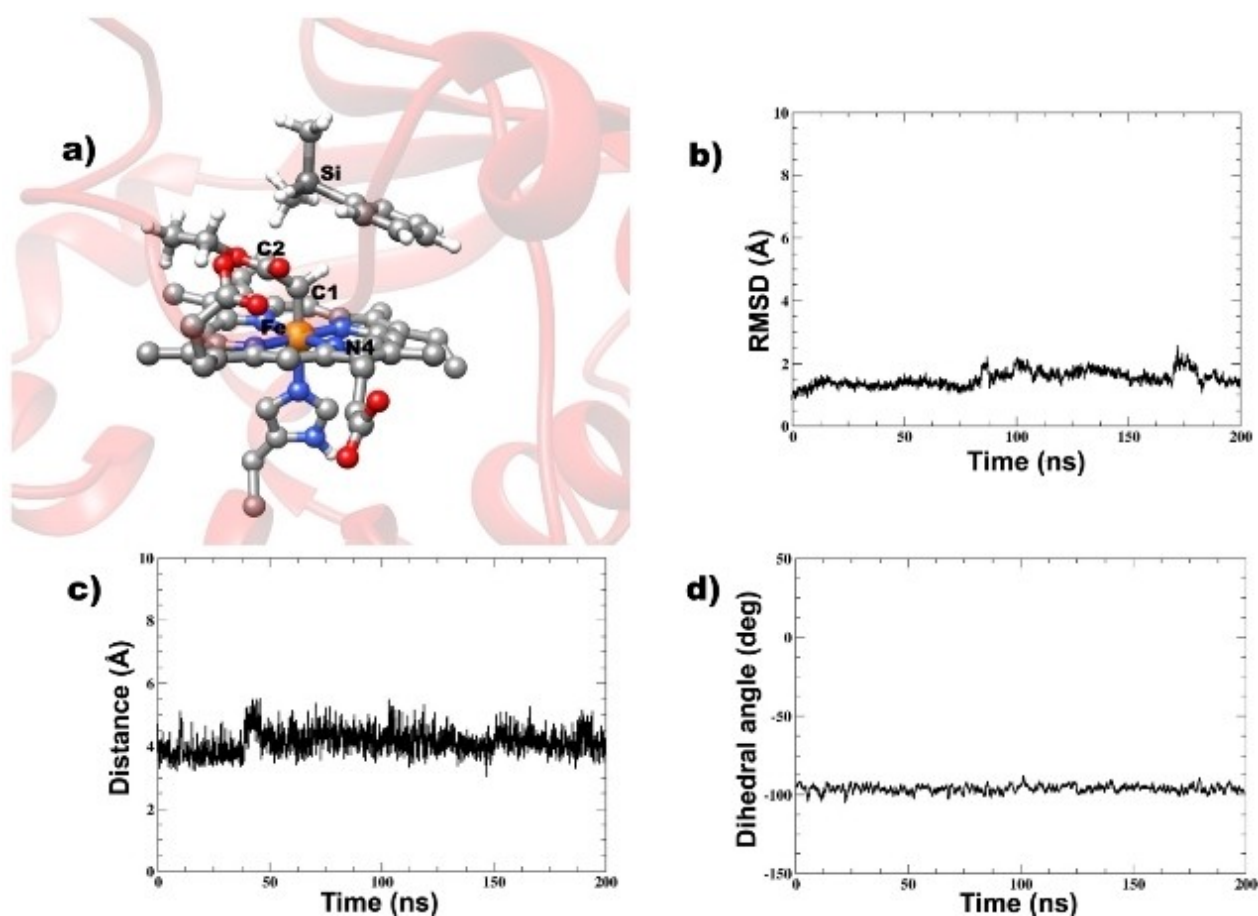 a)
Si
C2
C1
Fe
N4
b)
10
8
6
4
2
0
RMSD (Å)
0 50 100 150 200
Time (ns)
c)
10
8
6
4
2
0
Distance (Å)
0 50 100 150 200
Time (ns)
d)
50
0
-50
-100
-150
Dihedral angle (deg)
0 50 100 150 200
Time (ns)